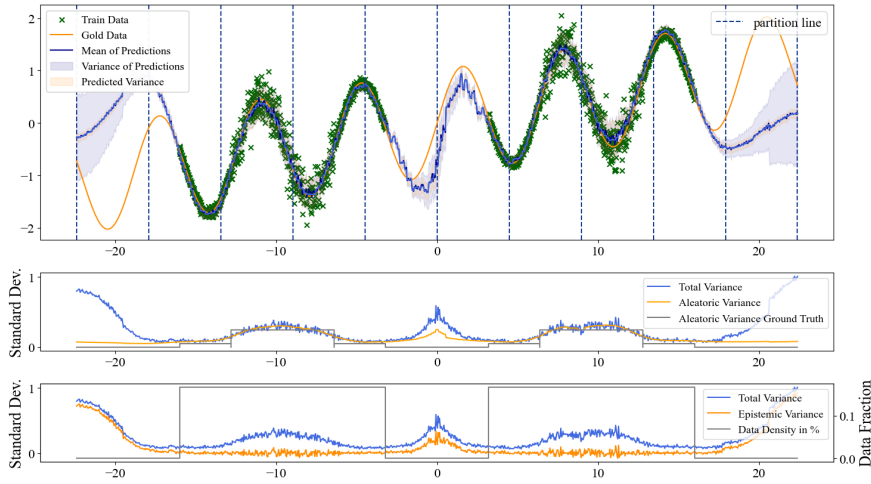 Train Data
Gold Data
Mean of Predictions
Variance of Predictions
Predicted Variance
partition line
2
1
0
−1
−2
−20
−10
0
10
20
Standard Dev.
1
0
Total Variance
Aleatoric Variance
Aleatoric Variance Ground Truth
−20
−10
0
10
20
Standard Dev.
1
0
Total Variance
Epistemic Variance
Data Density in %
0.1
0.0
Data Fraction
−20
−10
0
10
20